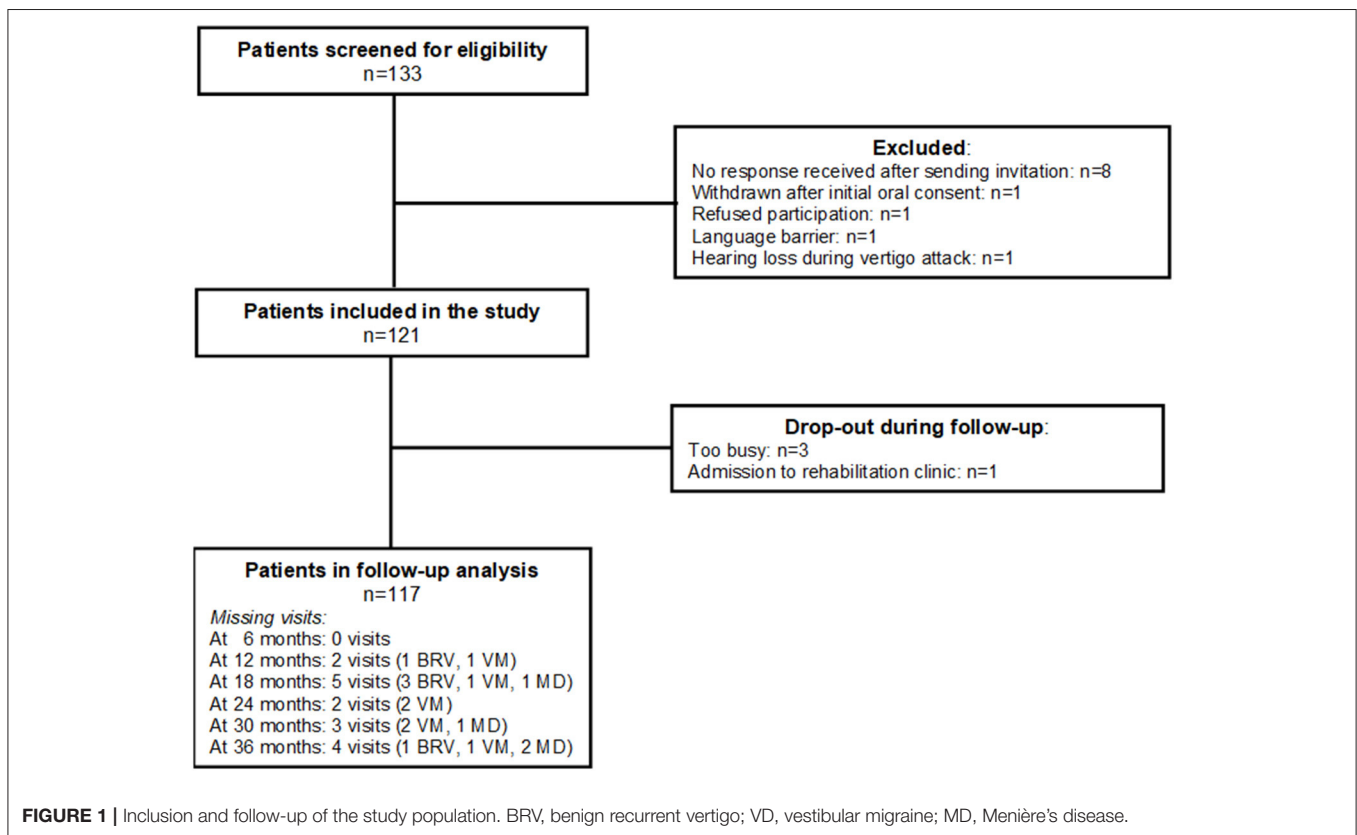 Patients screened for eligibility
n=133
Excluded:
No response received after sending invitation: n=8
Withdrawn after initial oral consent: n=1
Refused participation: n=1
Language barrier: n=1
Hearing loss during vertigo attack: n=1
Patients included in the study
n=121
Drop-out during follow-up:
Too busy: n=3
Admission to rehabilitation clinic: n=1
Patients in follow-up analysis
n=117
Missing visits:
At 6 months: 0 visits
At 12 months: 2 visits (1 BRV, 1 VM)
At 18 months: 5 visits (3 BRV, 1 VM, 1 MD)
At 24 months: 2 visits (2 VM)
At 30 months: 3 visits (2 VM, 1 MD)
At 36 months: 4 visits (1 BRV, 1 VM, 2 MD)
FIGURE 1 | Inclusion and follow-up of the study population. BRV, benign recurrent vertigo; VD, vestibular migraine; MD, Menière's disease.